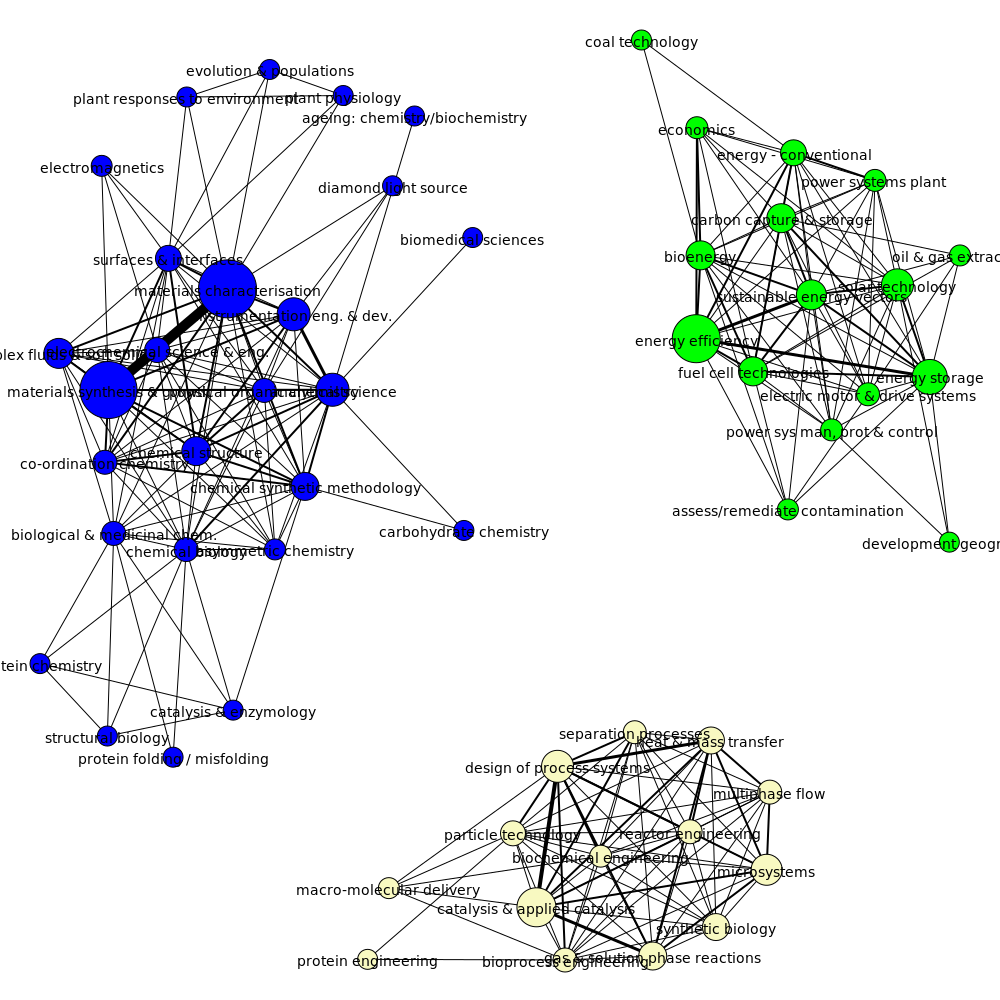 coal technology
evolution & populations
plant responses to environment
plant physiology
ageing: chemistry/biochemistry
economics
energy - conventional
electromagnetics
power systems plant
diamond light source
carbon capture & storage
biomedical sciences
surfaces & interfaces
bioenergy
oil & gas extrac
materials characterisation
solar technology
sustainable energy vectors
instrumentation eng. & dev.
energy efficiency
plex fluids
electrochemical science & eng.
fuel cell technologies
energy storage
materials synthesis & growth
physical organic chemistry
science
electric motor & drive systems
power sys man, prot & control
chemical structure
co-ordination chemistry
chemical synthetic methodology
assess/remediate contamination
carbohydrate chemistry
biological & medicinal chem.
development geogr
chemical biology
asymmetric chemistry
tein chemistry
catalysis & enzymology
separation processes
structural biology
heat & mass transfer
protein folding / misfolding
design of process systems
multiphase flow
particle technology
reactor engineering
biochemical engineering
microsystems
macro-molecular delivery
catalysis & applied catalysis
synthetic biology
protein engineering
bioprocess engineering
gas & solution phase reactions